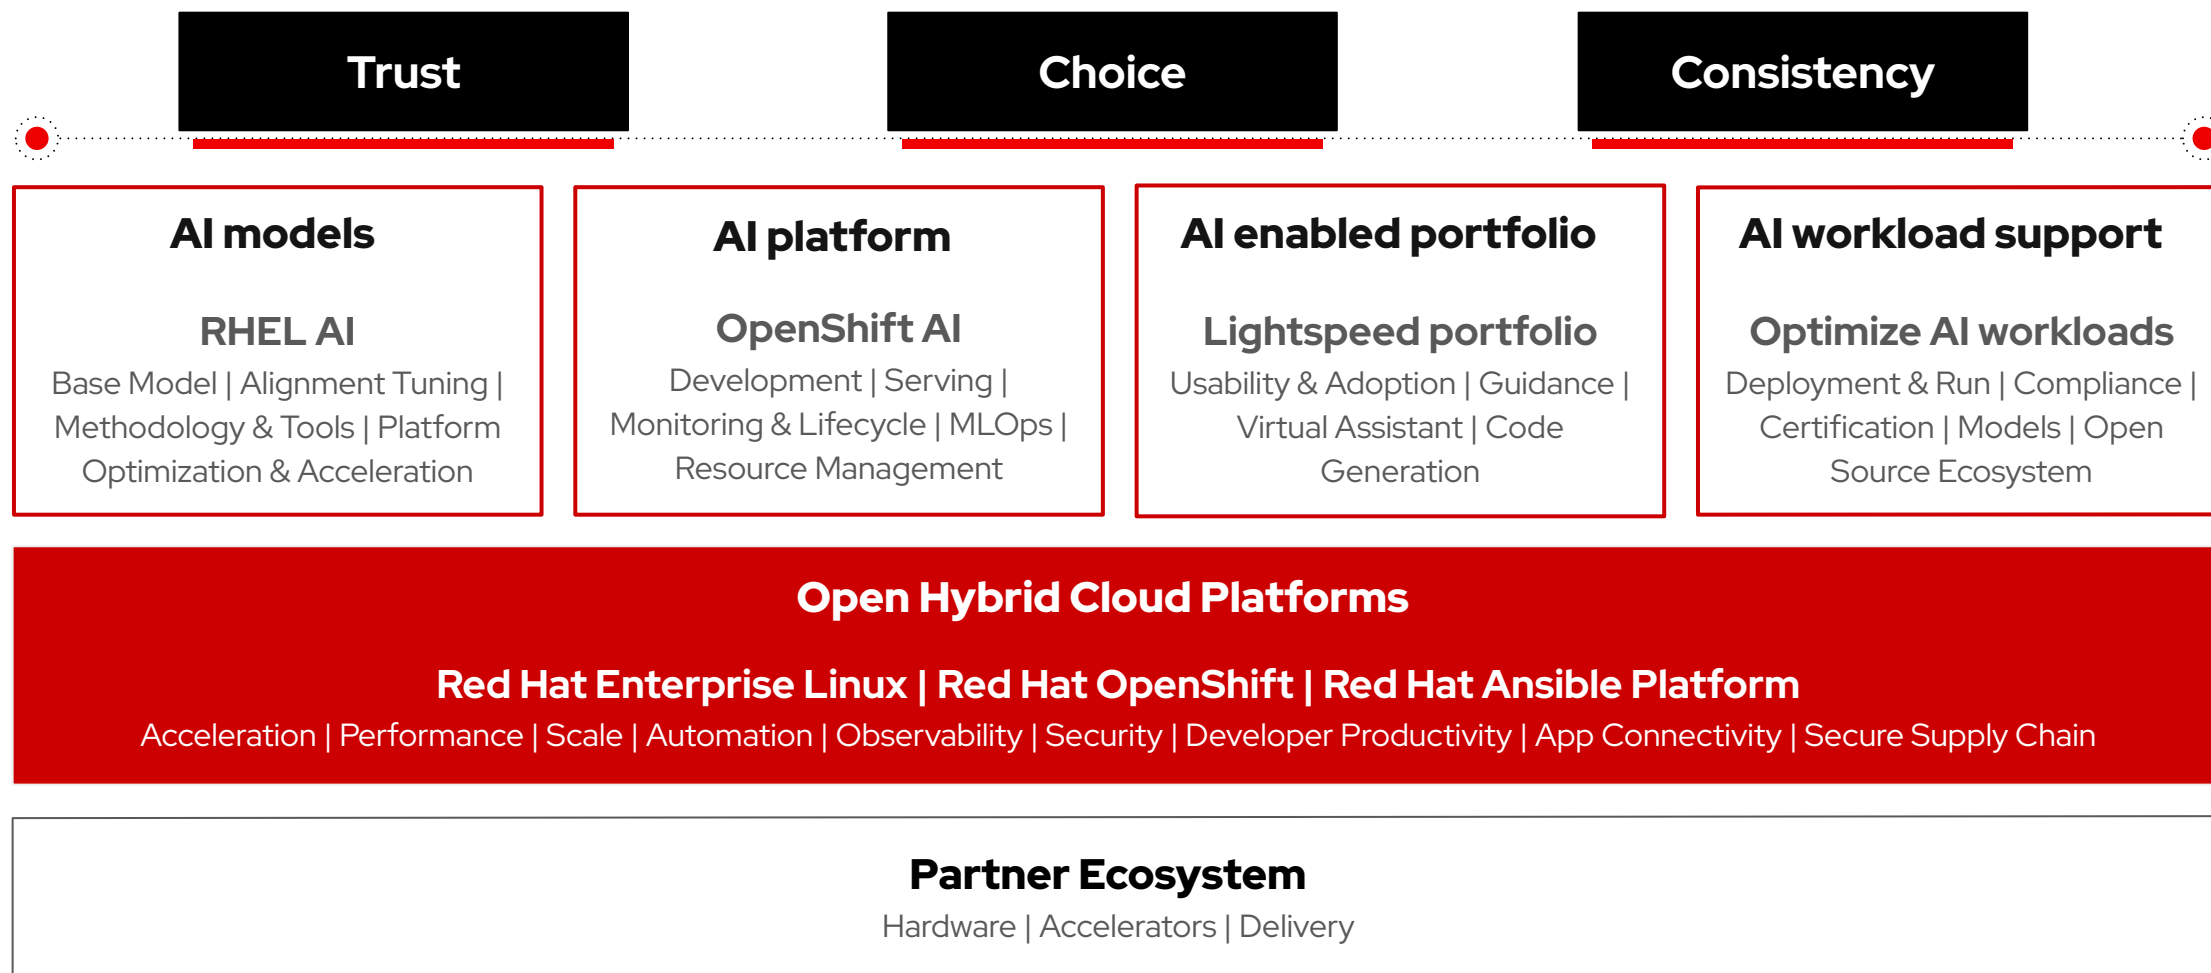 Trust
Choice
Consistency
AI models
RHEL AI
Base Model | Alignment Tuning |
Methodology & Tools | Platform
Optimization & Acceleration
AI platform
OpenShift AI
Development | Serving |
Monitoring & Lifecycle | MLOps |
Resource Management
AI enabled portfolio
Lightspeed portfolio
Usability & Adoption | Guidance |
Virtual Assistant | Code
Generation
AI workload support
Optimize AI workloads
Deployment & Run | Compliance |
Certification | Models | Open
Source Ecosystem
Open Hybrid Cloud Platforms
Red Hat Enterprise Linux | Red Hat OpenShift | Red Hat Ansible Platform
Acceleration | Performance | Scale | Automation | Observability | Security | Developer Productivity | App Connectivity | Secure Supply Chain
Partner Ecosystem
Hardware | Accelerators | Delivery